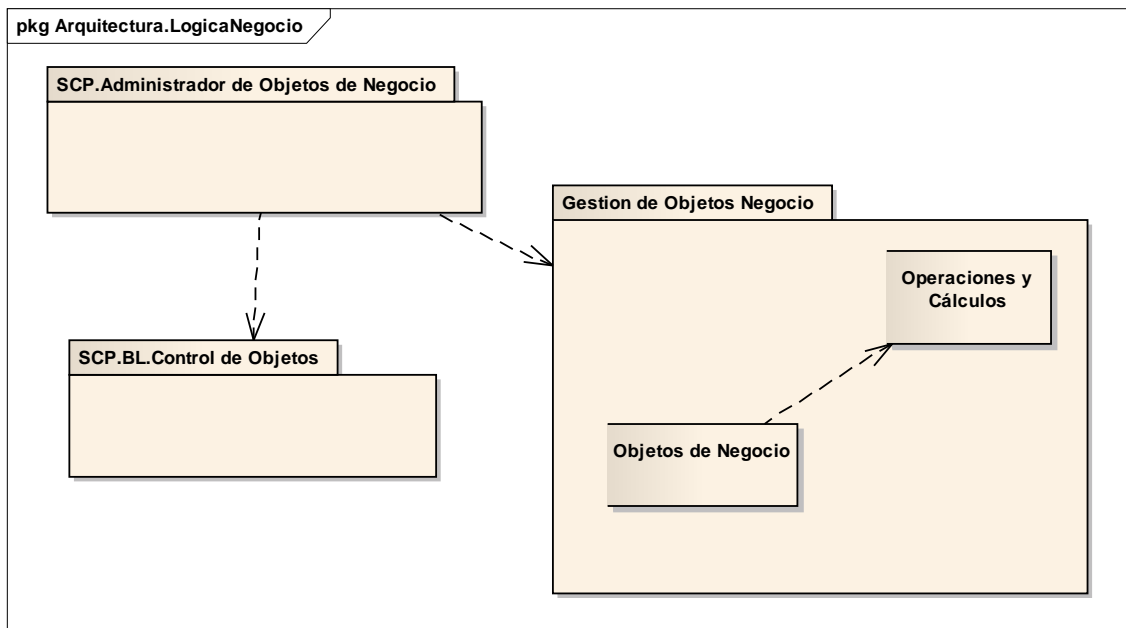 pkg Arquitectura.LogicaNegocio
SCP.Administrador de Objetos de Negocio
Gestion de Objetos Negocio
Operaciones y
Cálculos
SCP.BL.Control de Objetos
Objetos de Negocio